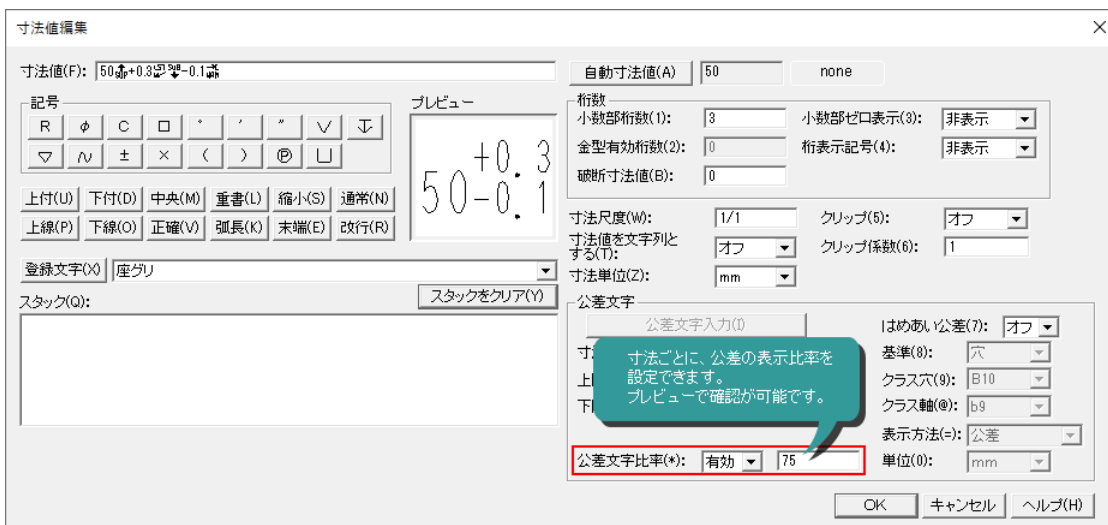 寸法値編集
寸法値(F): 50 +0.3 -0.1
自動寸法値(A) 50 none
記号
R φ C □ ° ′ ″ ∨
▽ ± × ( ) Ⓟ
プレビュー
+0.3
50-0.1
上付(U) 下付(D) 中央(M) 重書(L) 縮小(S) 通常(N)
上線(P) 下線(O) 正確(V) 弧長(K) 末端(E) 改行(R)
登録文字(X) 座グリ
スタック(Q): スタックをクリア(Y)
桁数
小数部桁数(1): 3 小数部ゼロ表示(3): 非表示
金型有効桁数(2): 0 桁表示記号(4): 非表示
破断寸法値(B): 0
寸法尺度(W): 1/1 クリップ(5): オフ
寸法値を文字列と
する(T): オフ クリップ係数(6): 1
寸法単位(Z): mm
公差文字
公差文字入力(I) はめあい公差(7): オフ
寸法ごとに、公差の表示比率を
設定できます。
プレビューで確認が可能です。
基準(8): 穴
クラス穴(9): B10
クラス軸(@): b9
表示方法(=): 公差
公差文字比率(*): 有効 75 単位(0): mm
OK キャンセル ヘルプ(H)